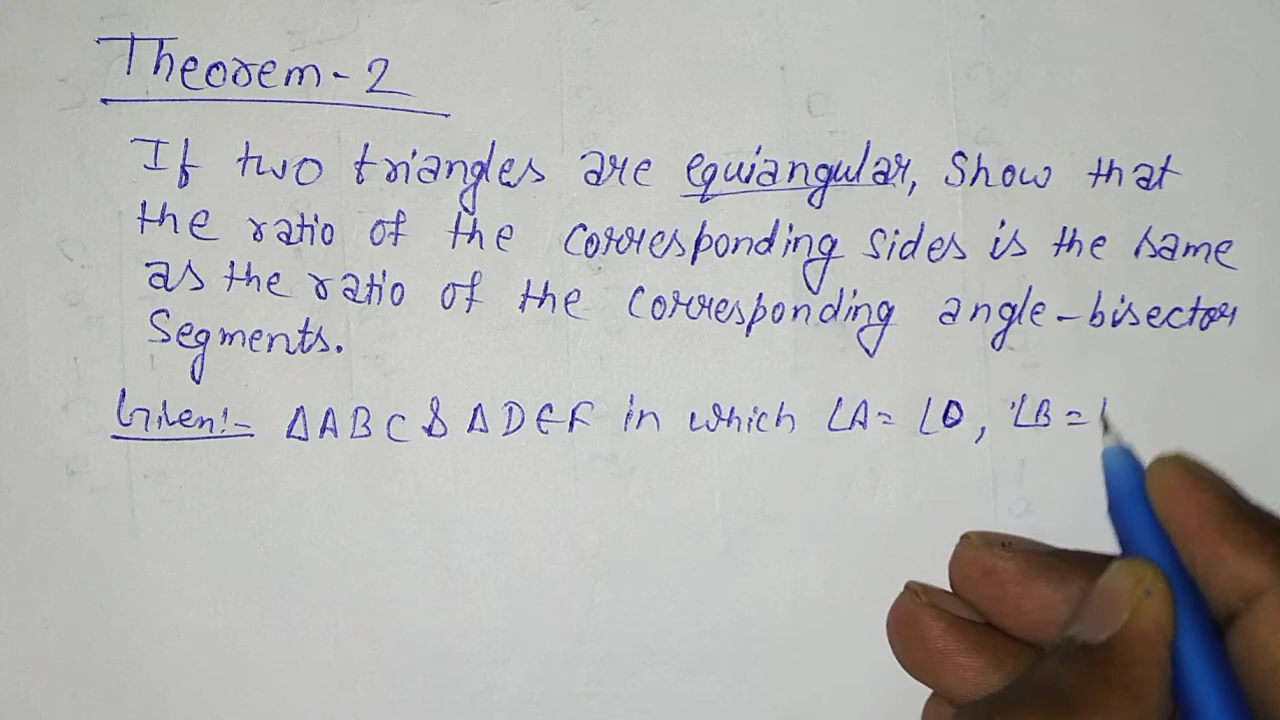 Theorem-2
If two triangles are equiangular, Show that
the ratio of the corresponding sides is the same
as the ratio of the corresponding angle-bisector
Segments.
Given:- ΔABC & ΔDEF in which ∠A = ∠D, ∠B =